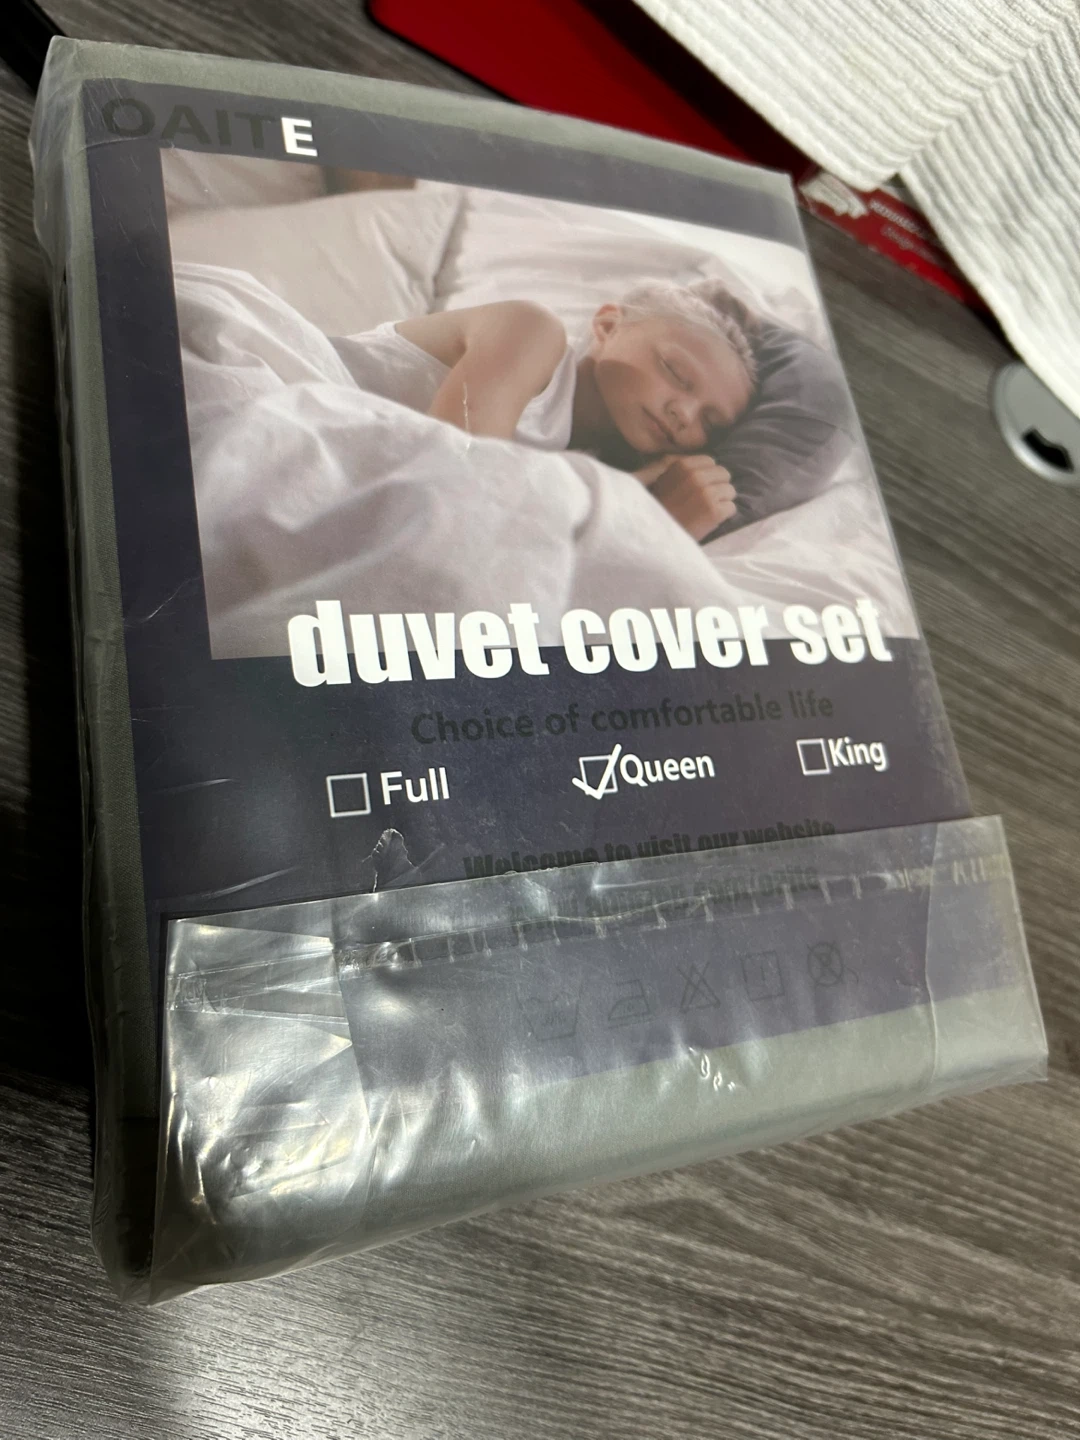 OAITE
duvet cover set
Choice of comfortable life
Full Queen King
Welcome to visit our website